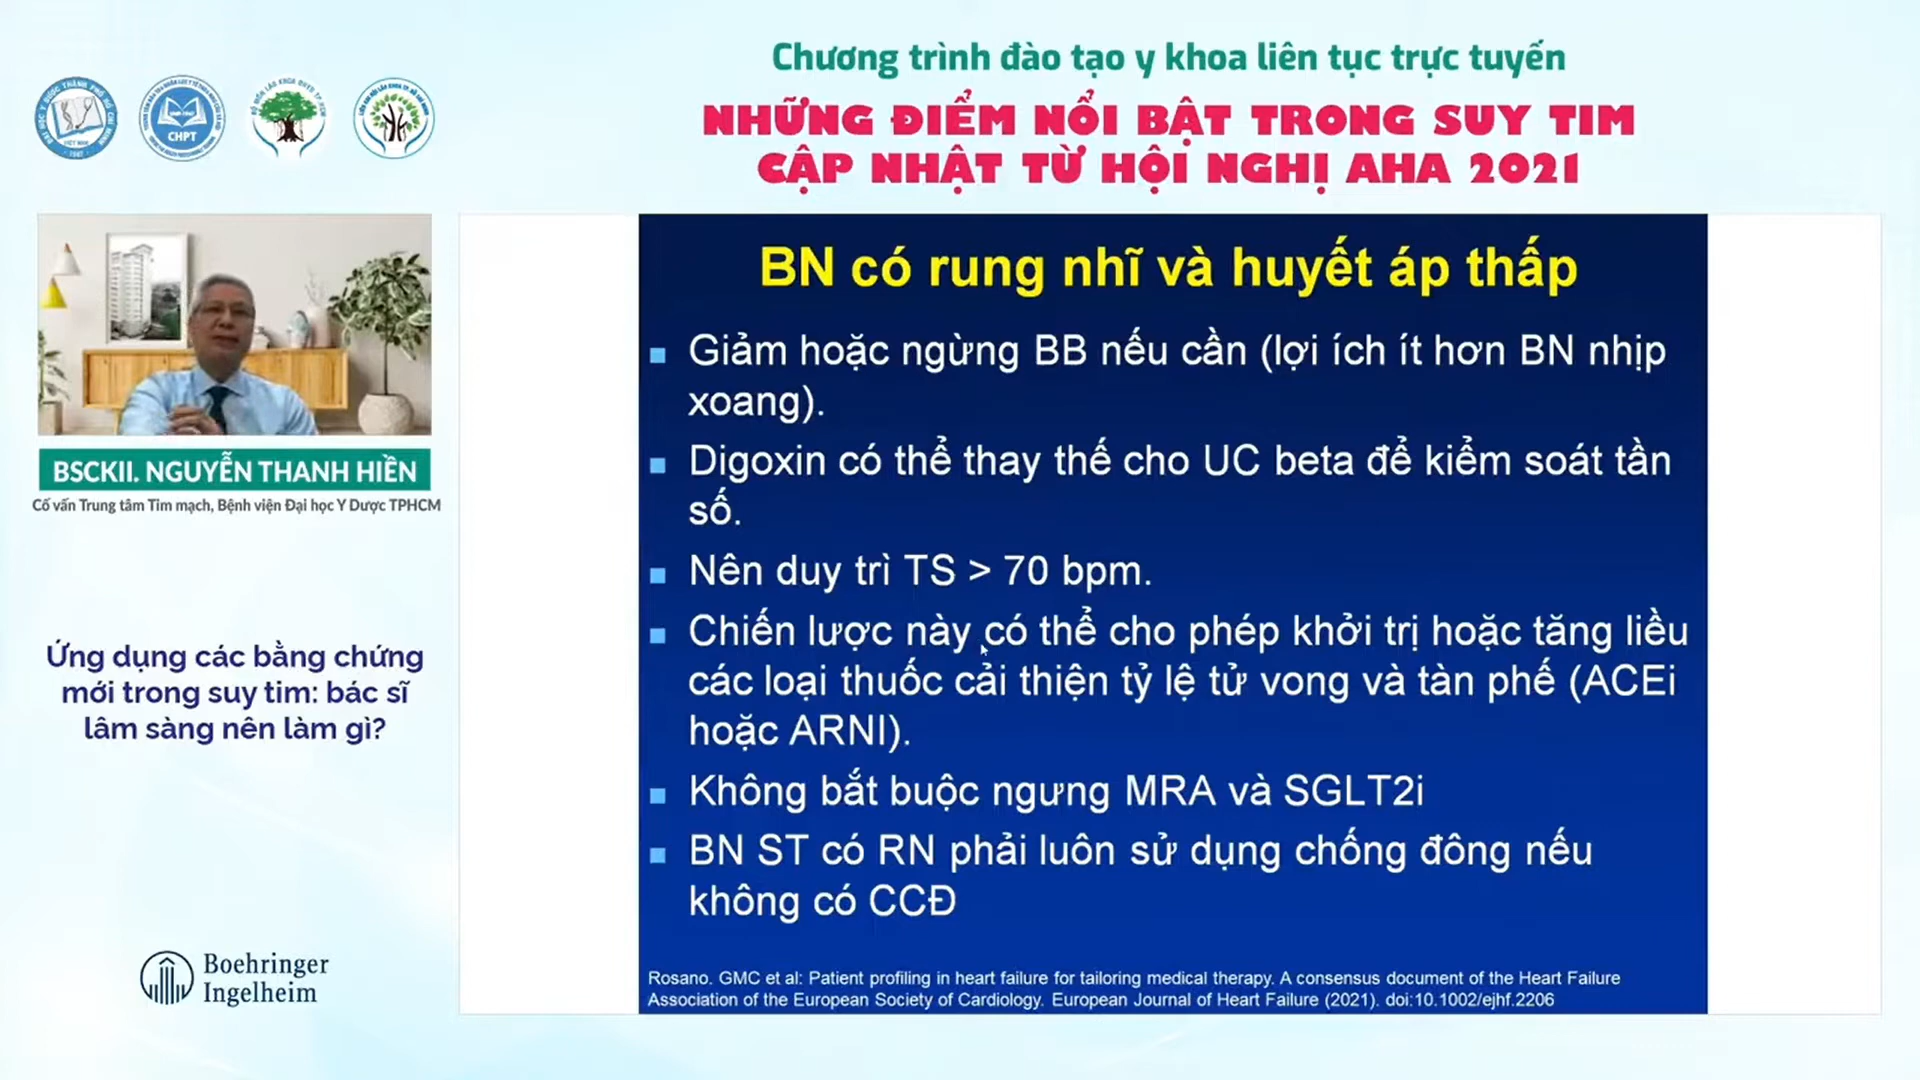 Chương trình đào tạo y khoa liên tục trực tuyến
NHỮNG ĐIỂM NỔI BẬT TRONG SUY TIM
CẬP NHẬT TỪ HỘI NGHỊ AHA 2021
CHPT
BSCKII. NGUYỄN THANH HIỀN
Cố vấn Trung tâm Tim mạch, Bệnh viện Đại học Y Dược TPHCM
Ứng dụng các bằng chứng
mới trong suy tim: bác sĩ
lâm sàng nên làm gì?
Boehringer
Ingelheim
BN có rung nhĩ và huyết áp thấp
Giảm hoặc ngừng BB nếu cần (lợi ích ít hơn BN nhịp
xoang).
Digoxin có thể thay thế cho UC beta để kiểm soát tần
số.
Nên duy trì TS > 70 bpm.
Chiến lược này có thể cho phép khởi trị hoặc tăng liều
các loại thuốc cải thiện tỷ lệ tử vong và tàn phế (ACEi
hoặc ARNI).
Không bắt buộc ngưng MRA và SGLT2i
BN ST có RN phải luôn sử dụng chống đông nếu
không có CCĐ
Rosano. GMC et al: Patient profiling in heart failure for tailoring medical therapy. A consensus document of the Heart Failure
Association of the European Society of Cardiology. European Journal of Heart Failure (2021). doi:10.1002/ejhf.2206